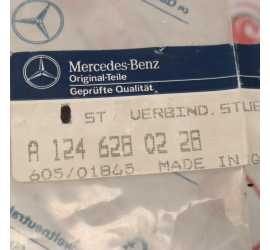 Mercedes-Benz
Original-Teile
Geprüfte Qualität
ST VERBIND.STUE
A 124 628 02 28
605/01845 MADE IN G